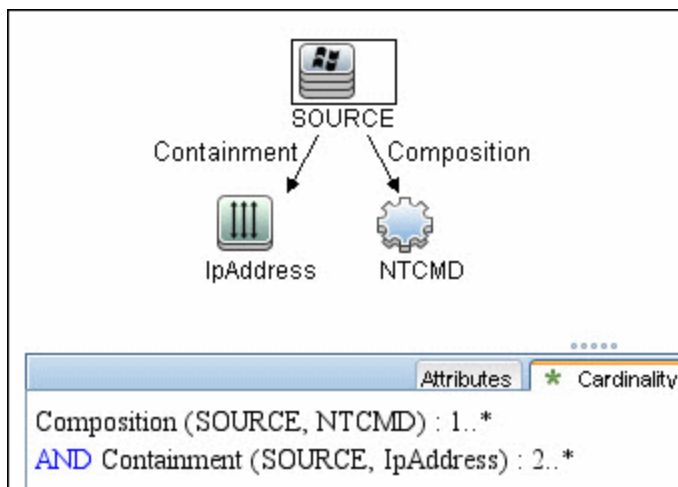 SOURCE
Containment Composition
IpAddress NTCMD
Attributes * Cardinality
Composition (SOURCE, NTCMD) : 1..*
AND Containment (SOURCE, IpAddress) : 2..*